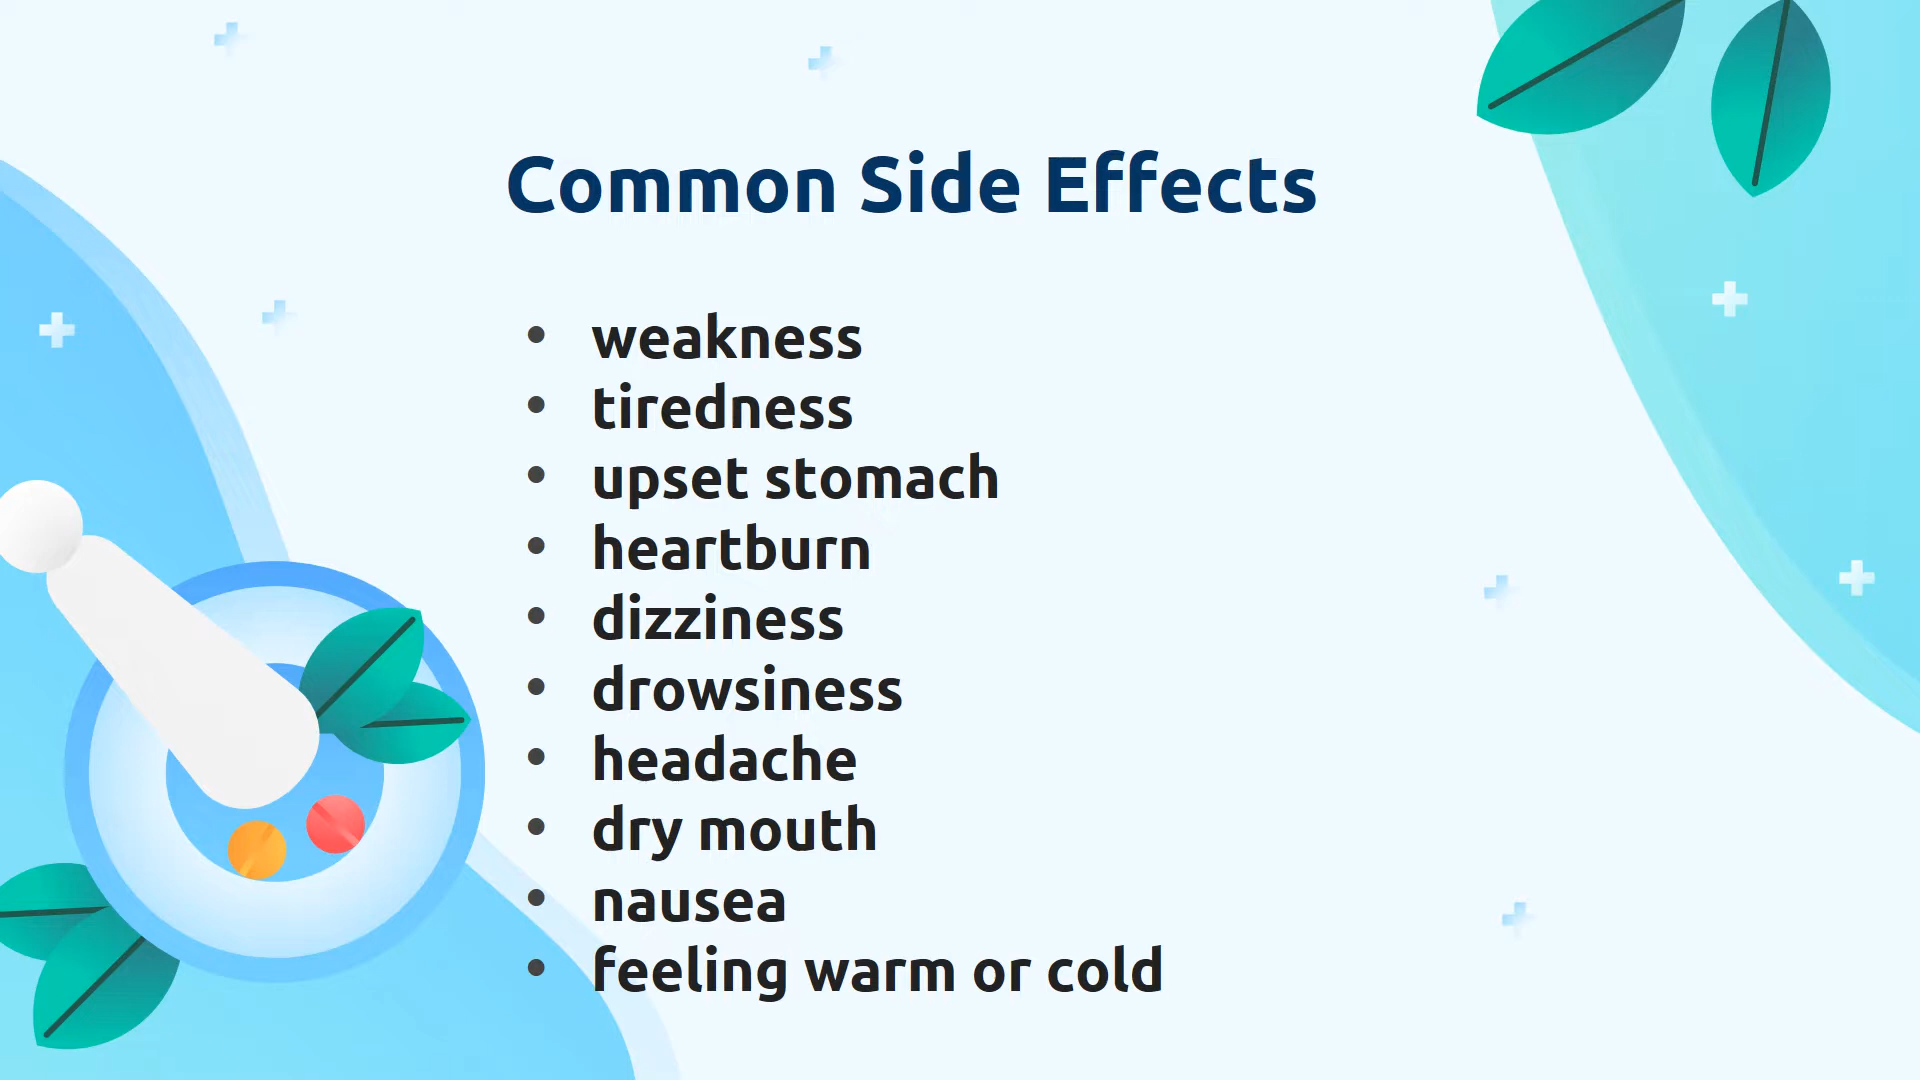 Common Side Effects
• weakness
• tiredness
• upset stomach
• heartburn
• dizziness
• drowsiness
• headache
• dry mouth
• nausea
• feeling warm or cold